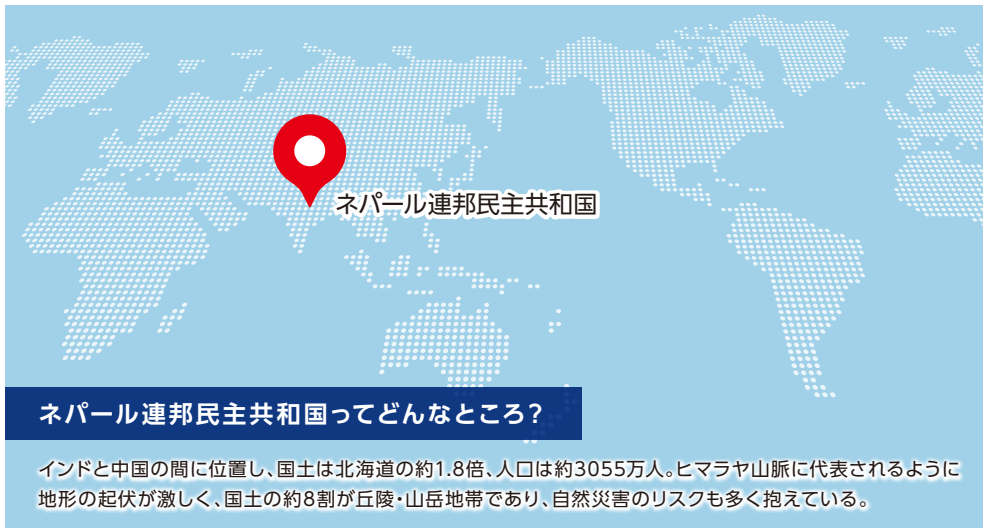 ネパール連邦民主共和国
ネパール連邦民主共和国ってどんなところ?
インドと中国の間に位置し、国土は北海道の約1.8倍、人口は約3055万人。ヒマラヤ山脈に代表されるように
地形の起伏が激しく、国土の約8割が丘陵・山岳地帯であり、自然災害のリスクも多く抱えている。